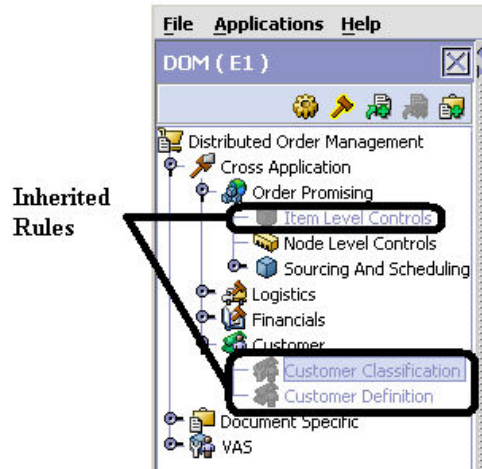 File Applications Help
DOM ( E1 )
Distributed Order Management
Cross Application
Order Promising
Inherited
Rules
Item Level Controls
Node Level Controls
Sourcing And Scheduling
Logistics
Financials
Customer
Customer Classification
Customer Definition
Document Specific
VAS